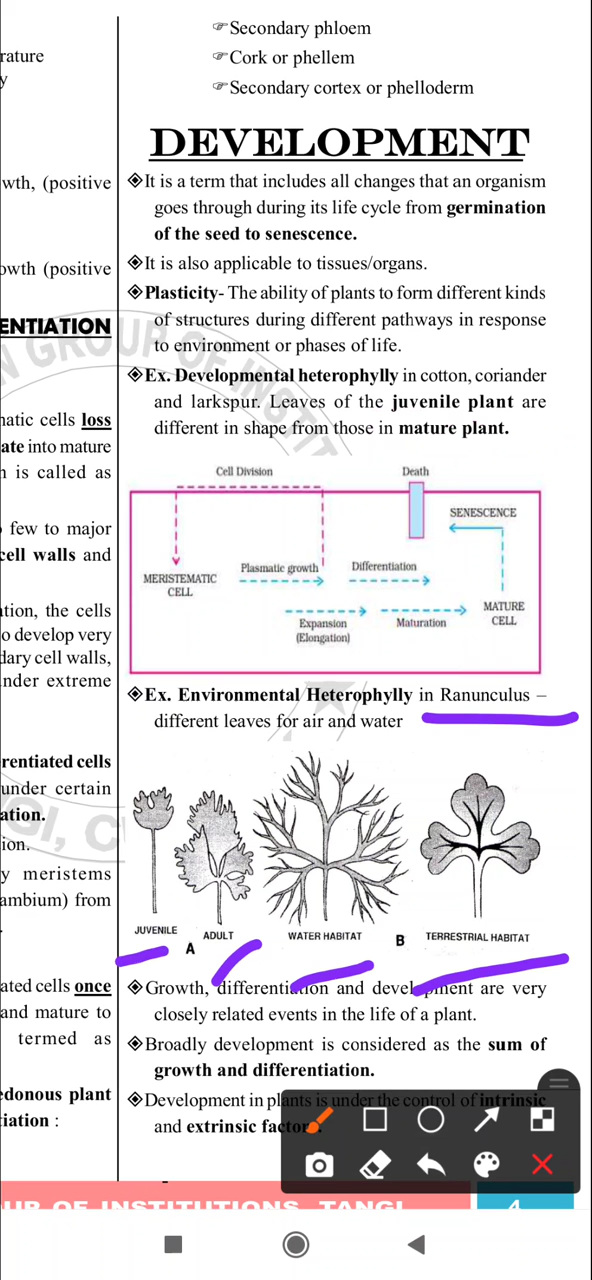 ☞Secondary phloem
☞Cork or phellem
☞Secondary cortex or phelloderm
DEVELOPMENT
◈It is a term that includes all changes that an organism
goes through during its life cycle from germination
of the seed to senescence.
◈It is also applicable to tissues/organs.
◈Plasticity- The ability of plants to form different kinds
of structures during different pathways in response
to environment or phases of life.
◈Ex. Developmental heterophylly in cotton, coriander
and larkspur. Leaves of the juvenile plant are
different in shape from those in mature plant.
Cell Division
Death
SENESCENCE
Plasmatic growth
Differentiation
MERISTEMATIC
CELL
Expansion
(Elongation)
Maturation
MATURE
CELL
◈Ex. Environmental Heterophylly in Ranunculus –
different leaves for air and water
JUVENILE
ADULT
A
WATER HABITAT
B
TERRESTRIAL HABITAT
◈Growth, differentiation and development are very
closely related events in the life of a plant.
◈Broadly development is considered as the sum of
growth and differentiation.
◈Development in plants is under the control of intrinsic
and extrinsic factors.
rature
y
wth, (positive
owth (positive
ENTIATION
natic cells loss
ate into mature
n is called as
o few to major
cell walls and
ation, the cells
o develop very
dary cell walls,
under extreme
rentiated cells
under certain
ation.
ion.
y meristems
ambium) from
.
ated cells once
and mature to
termed as
edonous plant
tiation :
UP OF INSTITUTIONS, TANGI
4